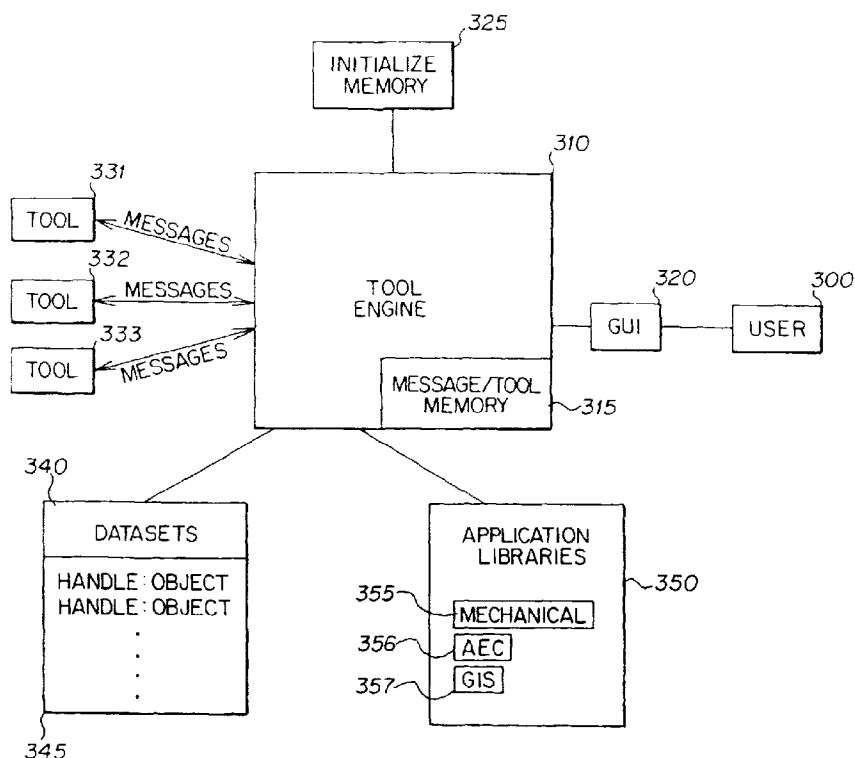 325
INITIALIZE
MEMORY
310
331
TOOL
MESSAGES
332
TOOL
MESSAGES
333
TOOL
MESSAGES
TOOL
ENGINE
320
GUI
300
USER
MESSAGE/TOOL
MEMORY
315
340
DATASETS
HANDLE:OBJECT
HANDLE:OBJECT
345
APPLICATION
LIBRARIES
350
355
MECHANICAL
356
AEC
357
GIS